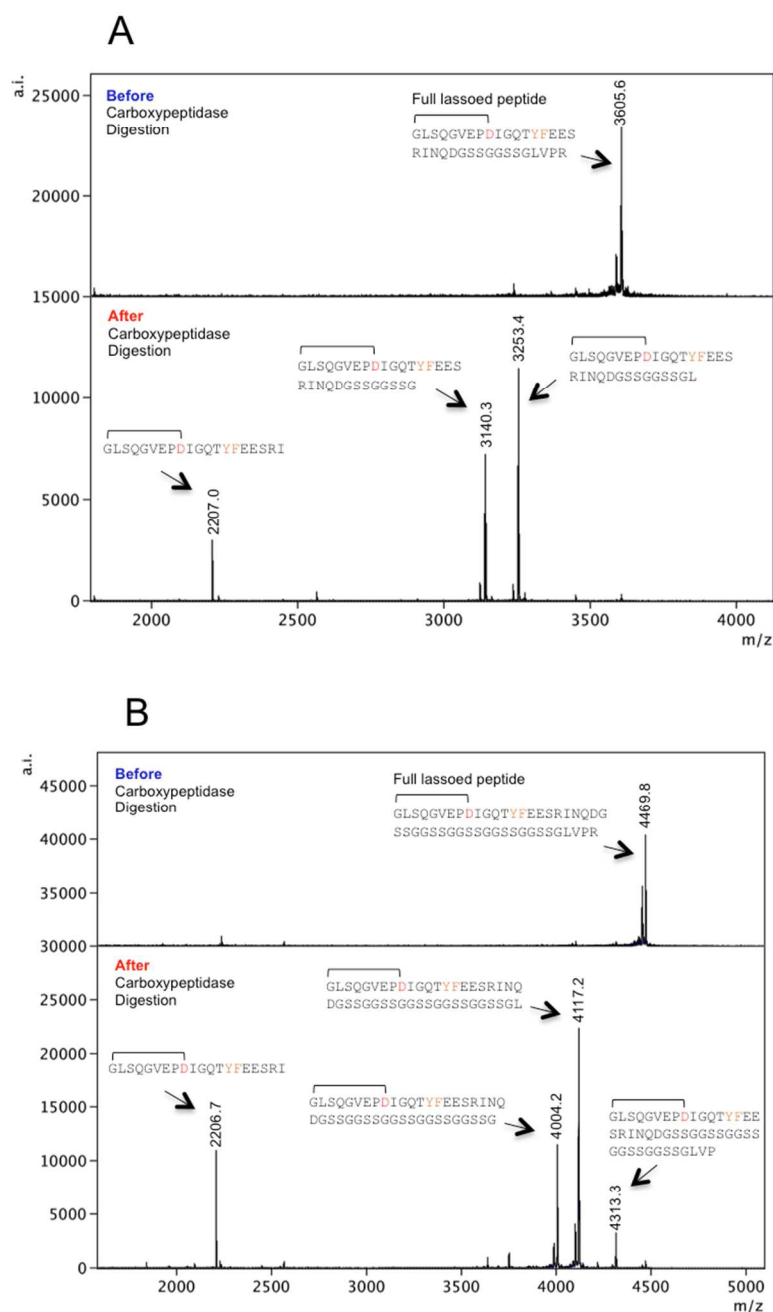 A
a.i.
25000
20000
15000
10000
5000
0
Before
Carboxypeptidase
Digestion
Full lassoed peptide
GLSQGVEPDIGQTYFEES
RINQDGSSGGSSGLVPR
3605.6
After
Carboxypeptidase
Digestion
GLSQGVEPDIGQTYFEES
RINQDGSSGGSSG
3140.3
3253.4
GLSQGVEPDIGQTYFEES
RINQDGSSGGSSGL
GLSQGVEPDIGQTYFEESRI
2207.0
2000
2500
3000
3500
4000
m/z
B
a.i.
45000
40000
35000
30000
25000
20000
15000
10000
5000
0
Before
Carboxypeptidase
Digestion
Full lassoed peptide
GLSQGVEPDIGQTYFEESRINQDG
SSGGSSGGSSGGSSGGSSGLVPR
4469.8
After
Carboxypeptidase
Digestion
GLSQGVEPDIGQTYFEESRINQ
DGSSGGSSGGSSGGSSGGSSGL
4117.2
GLSQGVEPDIGQTYFEESRI
2206.7
GLSQGVEPDIGQTYFEESRINQ
DGSSGGSSGGSSGGSSGGSSG
4004.2
GLSQGVEPDIGQTYFEE
SRINQDGSSGGSSGGSS
GGSSGGSSGLVP
4313.3
2000
2500
3000
3500
4000
4500
5000
m/z